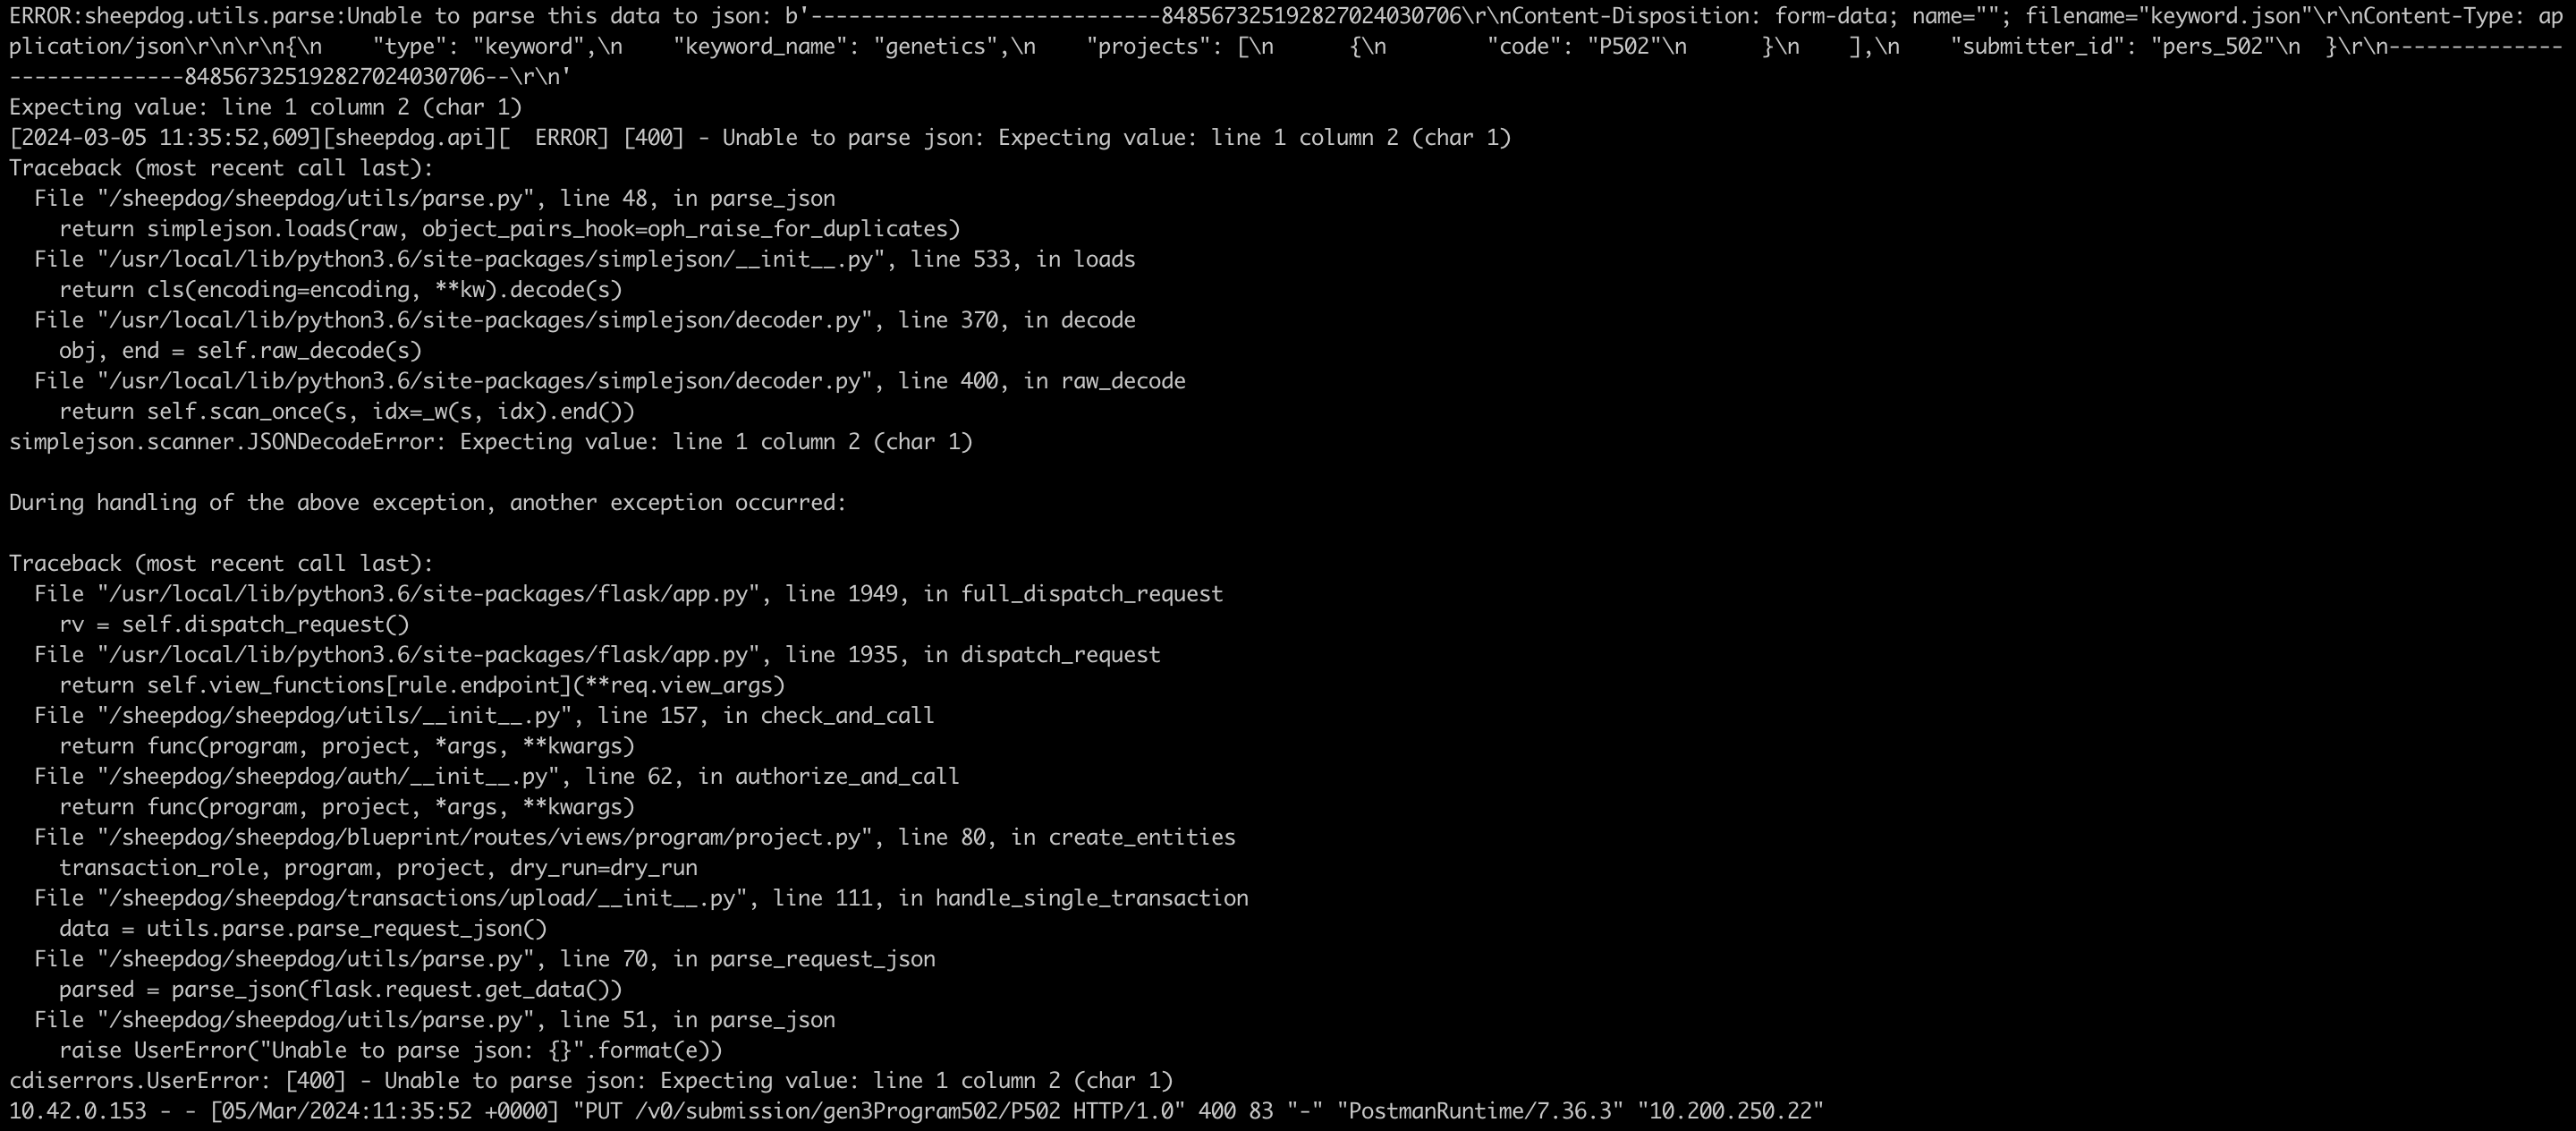 ERROR:sheepdog.utils.parse:Unable to parse this data to json: b'----------------------------848567325192827024030706\r\nContent-Disposition: form-data; name=""; filename="keyword.json"\r\nContent-Type: ap
plication/json\r\n\r\n{\n    "type": "keyword",\n    "keyword_name": "genetics",\n    "projects": [\n      {\n        "code": "P502"\n      }\n    ],\n    "submitter_id": "pers_502"\n  }\r\n--------------
--------------848567325192827024030706--\r\n'
Expecting value: line 1 column 2 (char 1)
[2024-03-05 11:35:52,609][sheepdog.api][  ERROR] [400] - Unable to parse json: Expecting value: line 1 column 2 (char 1)
Traceback (most recent call last):
  File "/sheepdog/sheepdog/utils/parse.py", line 48, in parse_json
    return simplejson.loads(raw, object_pairs_hook=oph_raise_for_duplicates)
  File "/usr/local/lib/python3.6/site-packages/simplejson/__init__.py", line 533, in loads
    return cls(encoding=encoding, **kw).decode(s)
  File "/usr/local/lib/python3.6/site-packages/simplejson/decoder.py", line 370, in decode
    obj, end = self.raw_decode(s)
  File "/usr/local/lib/python3.6/site-packages/simplejson/decoder.py", line 400, in raw_decode
    return self.scan_once(s, idx=_w(s, idx).end())
simplejson.scanner.JSONDecodeError: Expecting value: line 1 column 2 (char 1)

During handling of the above exception, another exception occurred:

Traceback (most recent call last):
  File "/usr/local/lib/python3.6/site-packages/flask/app.py", line 1949, in full_dispatch_request
    rv = self.dispatch_request()
  File "/usr/local/lib/python3.6/site-packages/flask/app.py", line 1935, in dispatch_request
    return self.view_functions[rule.endpoint](**req.view_args)
  File "/sheepdog/sheepdog/utils/__init__.py", line 157, in check_and_call
    return func(program, project, *args, **kwargs)
  File "/sheepdog/sheepdog/auth/__init__.py", line 62, in authorize_and_call
    return func(program, project, *args, **kwargs)
  File "/sheepdog/sheepdog/blueprint/routes/views/program/project.py", line 80, in create_entities
    transaction_role, program, project, dry_run=dry_run
  File "/sheepdog/sheepdog/transactions/upload/__init__.py", line 111, in handle_single_transaction
    data = utils.parse.parse_request_json()
  File "/sheepdog/sheepdog/utils/parse.py", line 70, in parse_request_json
    parsed = parse_json(flask.request.get_data())
  File "/sheepdog/sheepdog/utils/parse.py", line 51, in parse_json
    raise UserError("Unable to parse json: {}".format(e))
cdiserrors.UserError: [400] - Unable to parse json: Expecting value: line 1 column 2 (char 1)
10.42.0.153 - - [05/Mar/2024:11:35:52 +0000] "PUT /v0/submission/gen3Program502/P502 HTTP/1.0" 400 83 "-" "PostmanRuntime/7.36.3" "10.200.250.22"